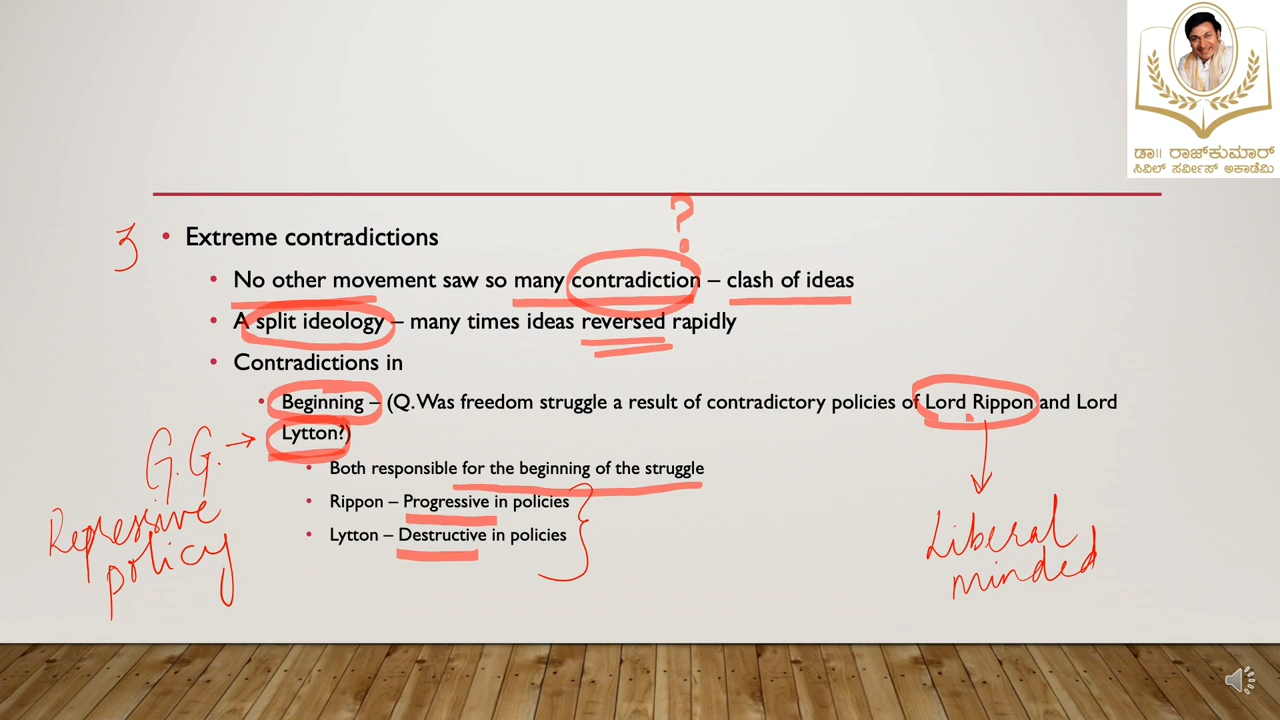 ಡಾ|| ರಾಜ್‌ಕುಮಾರ್
ಸಿವಿಲ್ ಸರ್ವೀಸ್ ಅಕಾಡೆಮಿ
?
3 • Extreme contradictions
• No other movement saw so many contradiction – clash of ideas
• A split ideology – many times ideas reversed rapidly
• Contradictions in
• Beginning – (Q. Was freedom struggle a result of contradictory policies of Lord Rippon and Lord
Lytton?)
G.G. →
• Both responsible for the beginning of the struggle
• Rippon – Progressive in policies
• Lytton – Destructive in policies
Repressive
policy
Liberal
minded